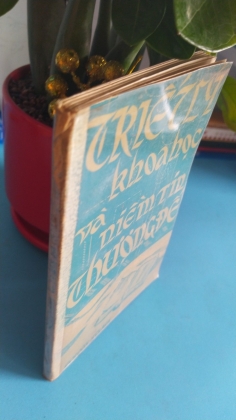 TRIẾT LÝ
khoa học
và niềm tin
THƯỢNG ĐẾ